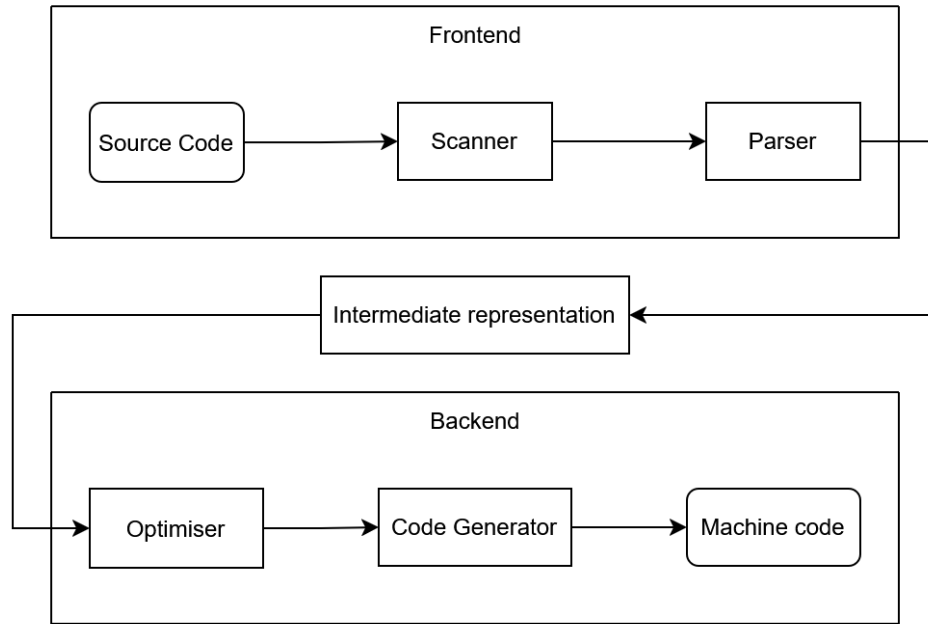 Frontend
Source Code
Scanner
Parser
Intermediate representation
Backend
Optimiser
Code Generator
Machine code